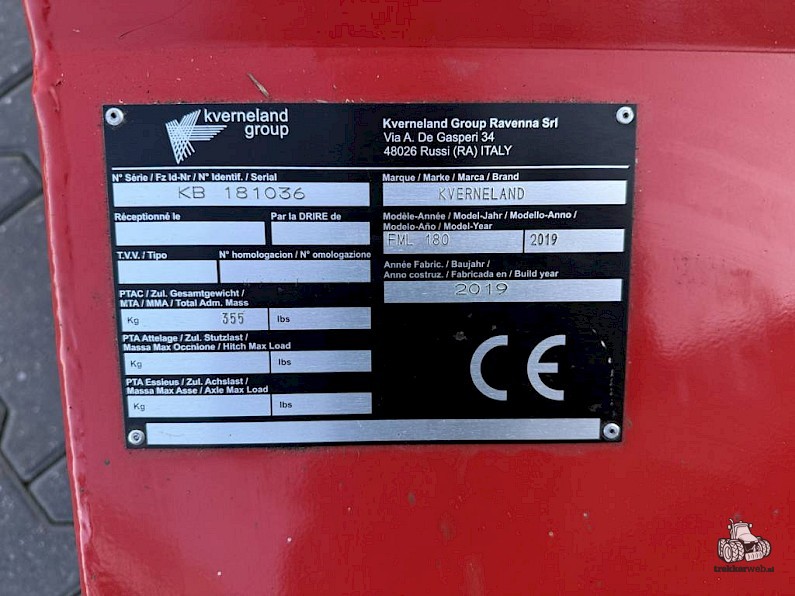 kverneland
group
Kverneland Group Ravenna Srl
Via A. De Gasperi 34
48026 Russi (RA) ITALY
N° Série / Fz Id-Nr / N° Identif. / Serial
KB 181036
Réceptionné le
Par la DRIRE de
T.V.V. / Tipo
N° homologacion / N° omologazione
PTAC / Zul. Gesamtgewicht /
MTA / MMA / Total Adm. Mass
Kg 355 lbs
PTA Attelage / Zul. Stutzlast /
Massa Max Occnione / Hitch Max Load
Kg lbs
PTA Essieus / Zul. Achslast /
Massa Max Asse / Axle Max Load
Kg lbs
Marque / Marke / Marca / Brand
KVERNELAND
Modèle-Année / Model-Jahr / Modello-Anno /
Modelo-Año / Model-Year
FML 180 2019
Année Fabric. / Baujahr /
Anno costruz. / Fabricada en / Build year
2019
CE
trekkerweb.nl